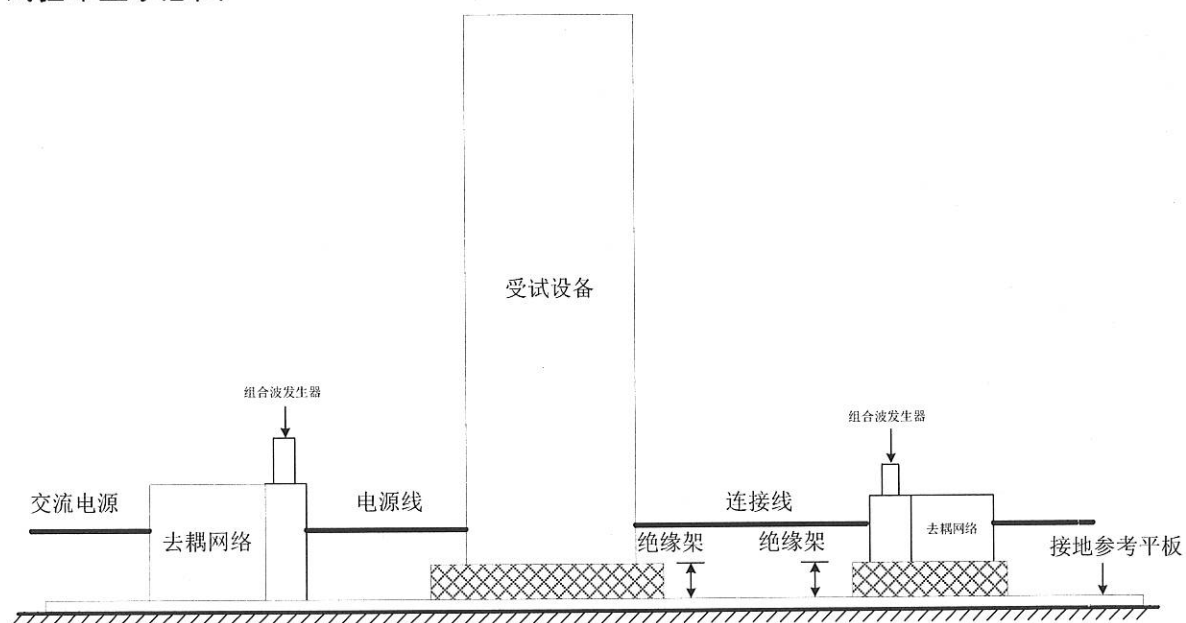 受试设备
组合波发生器
组合波发生器
交流电源
电源线
连接线
去耦网络
去耦网络
绝缘架
绝缘架
接地参考平板